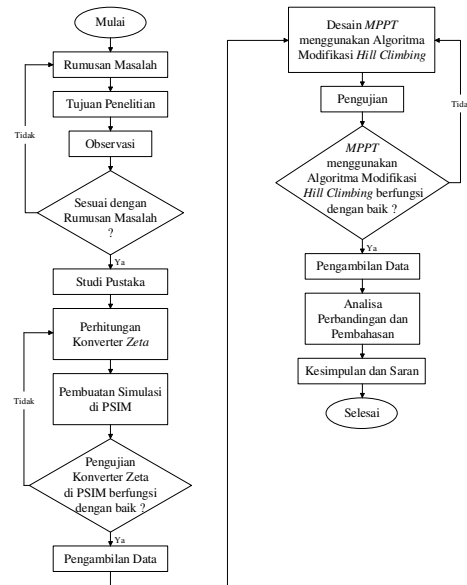 Mulai
Rumusan Masalah
Tujuan Penelitian
Observasi
Tidak
Sesuai dengan
Rumusan Masalah
?
Ya
Studi Pustaka
Perhitungan
Konverter Zeta
Pembuatan Simulasi
di PSIM
Tidak
Pengujian
Konverter Zeta
di PSIM berfungsi
dengan baik ?
Ya
Pengambilan Data
Desain MPPT
menggunakan Algoritma
Modifikasi Hill Climbing
Pengujian
Tida
MPPT
menggunakan
Algoritma Modifikasi
Hill Climbing berfungsi
dengan baik ?
Ya
Pengambilan Data
Analisa
Perbandingan dan
Pembahasan
Kesimpulan dan Saran
Selesai